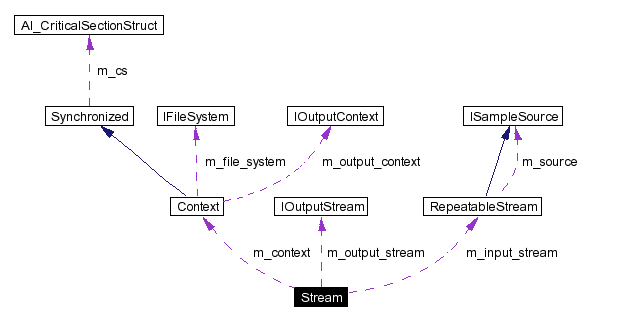 AI_CriticalSectionStruct
m_cs
Synchronized
IFileSystem
IOutputContext
ISampleSource
m_file_system
m_output_context
m_source
Context
IOutputStream
RepeatableStream
m_context
m_output_stream
m_input_stream
Stream